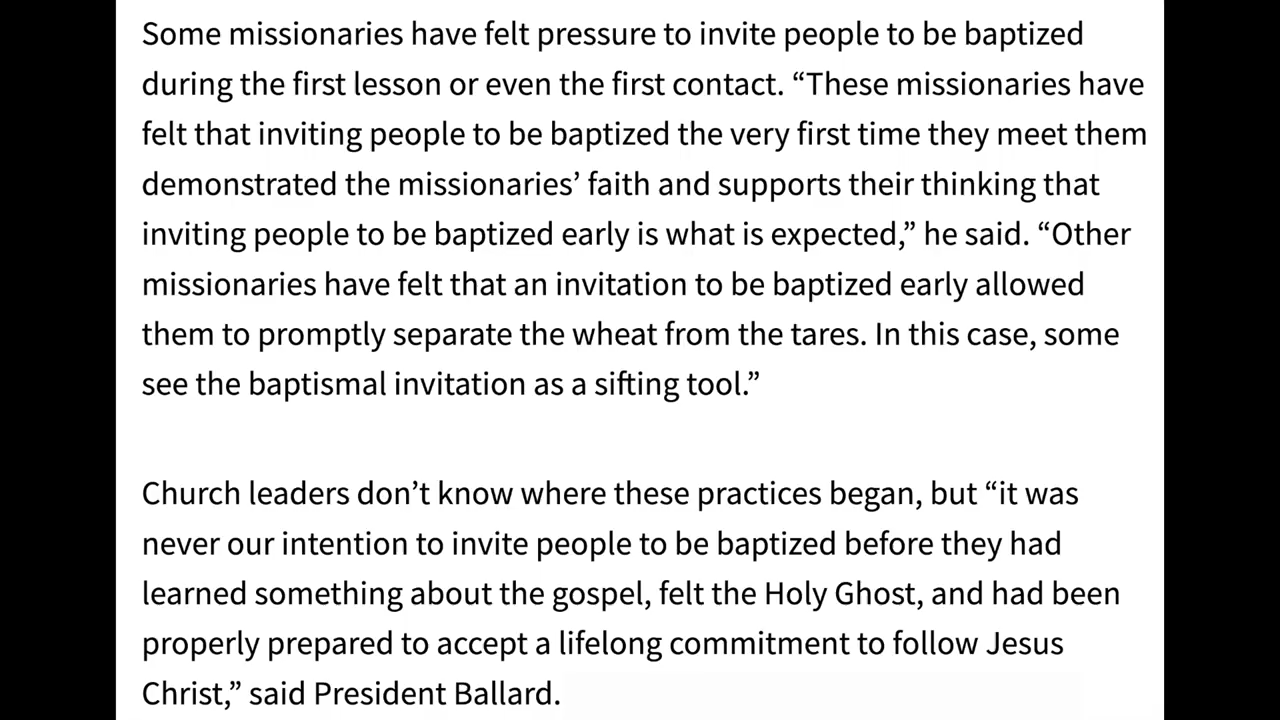 Some missionaries have felt pressure to invite people to be baptized
during the first lesson or even the first contact. “These missionaries have
felt that inviting people to be baptized the very first time they meet them
demonstrated the missionaries’ faith and supports their thinking that
inviting people to be baptized early is what is expected,” he said. “Other
missionaries have felt that an invitation to be baptized early allowed
them to promptly separate the wheat from the tares. In this case, some
see the baptismal invitation as a sifting tool.”
Church leaders don’t know where these practices began, but “it was
never our intention to invite people to be baptized before they had
learned something about the gospel, felt the Holy Ghost, and had been
properly prepared to accept a lifelong commitment to follow Jesus
Christ,” said President Ballard.